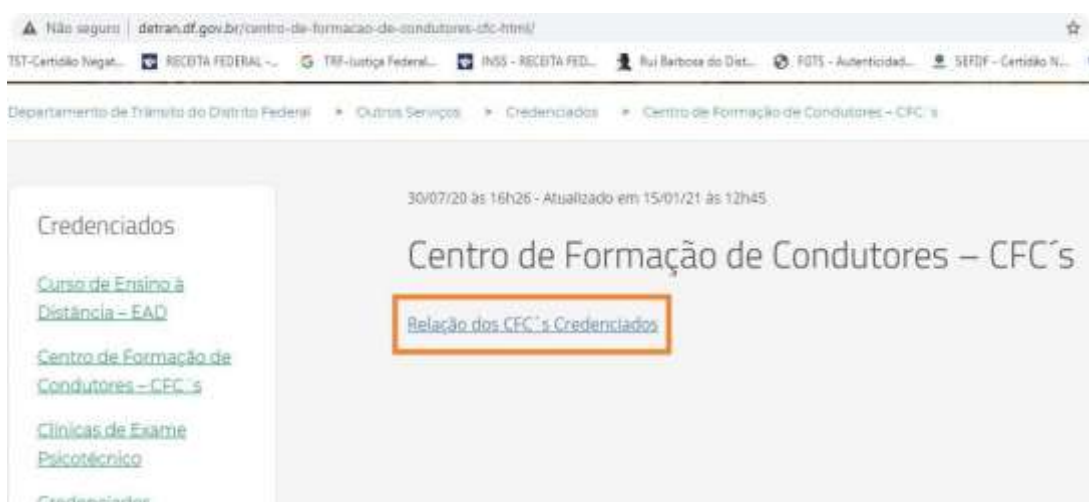 Não seguro | detran.df.gov.br/centro-de-formacao-de-condutores-cfc-html/
TST-Certidão Negat... RECEITA FEDERAL -... TRF-Justiça Federal... INSS - RECEITA FED... Rui Barbosa do Dist... FGTS - Autenticidad... SEFDF - Certidão N...
Departamento de Trânsito do Distrito Federal > Outros Serviços > Credenciados > Centro de Formação de Condutores – CFC´s
30/07/20 às 16h26 - Atualizado em 15/01/21 às 12h45
Centro de Formação de Condutores – CFC´s
Relação dos CFC´s Credenciados
Credenciados
Curso de Ensino à
Distância – EAD
Centro de Formação de
Condutores – CFC´s
Clínicas de Exame
Psicotécnico
Credenciados